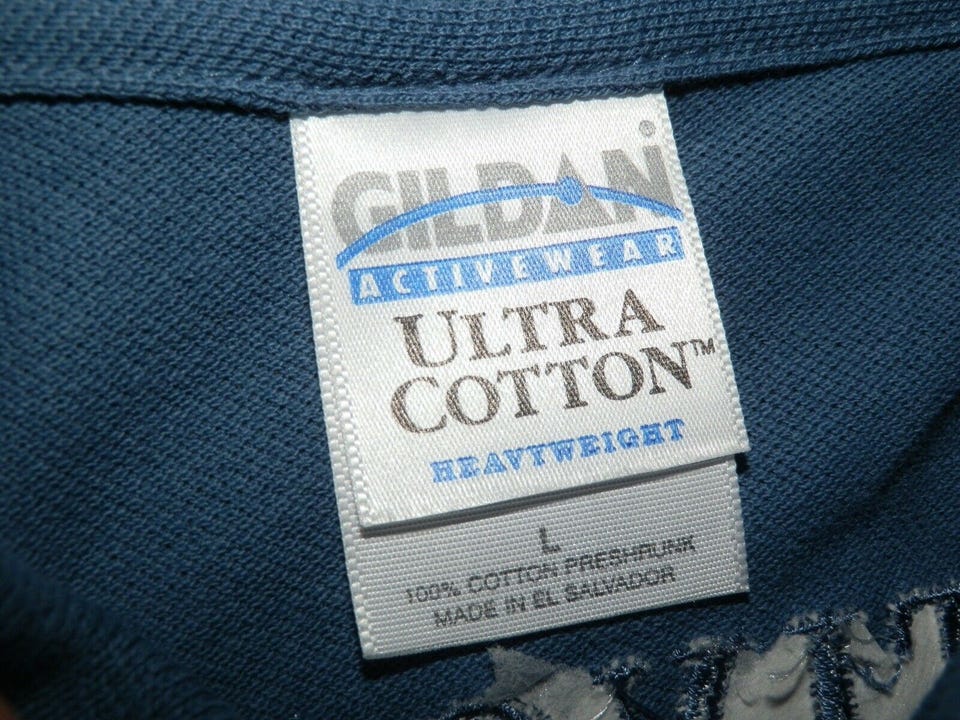 GILDAN®
ACTIVEWEAR
ULTRA
COTTON™
HEAVYWEIGHT
L
100% COTTON PRESHRUNK
MADE IN EL SALVADOR